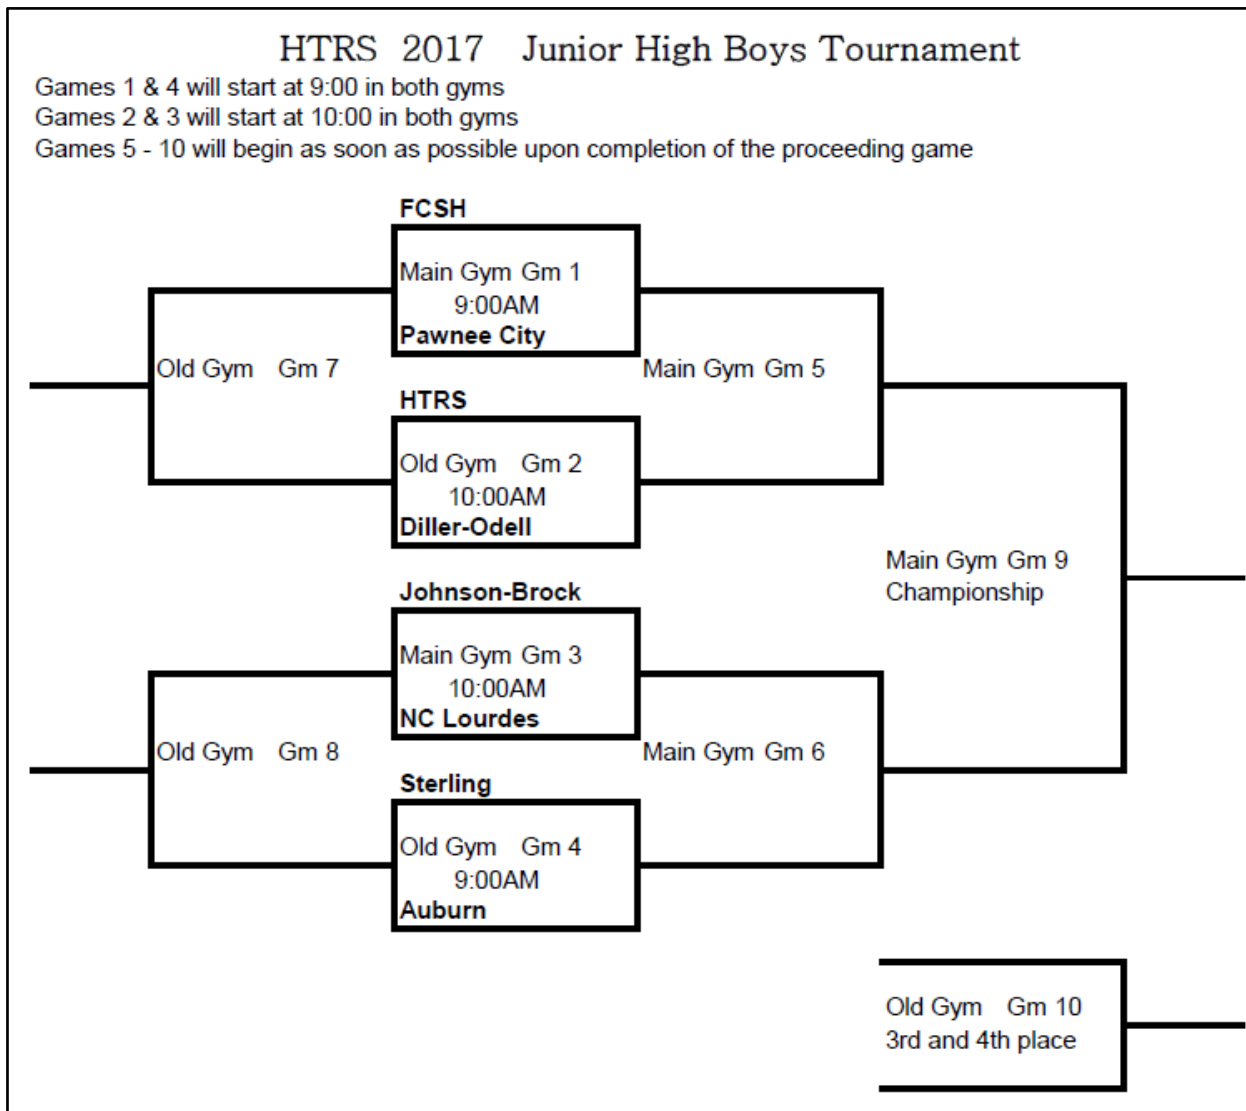 HTRS 2017 Junior High Boys Tournament
Games 1 & 4 will start at 9:00 in both gyms
Games 2 & 3 will start at 10:00 in both gyms
Games 5 - 10 will begin as soon as possible upon completion of the proceeding game
FCSH
Main Gym Gm 1
9:00AM
Pawnee City
Old Gym Gm 7
Main Gym Gm 5
HTRS
Old Gym Gm 2
10:00AM
Diller-Odell
Main Gym Gm 9
Championship
Johnson-Brock
Main Gym Gm 3
10:00AM
NC Lourdes
Old Gym Gm 8
Main Gym Gm 6
Sterling
Old Gym Gm 4
9:00AM
Auburn
Old Gym Gm 10
3rd and 4th place